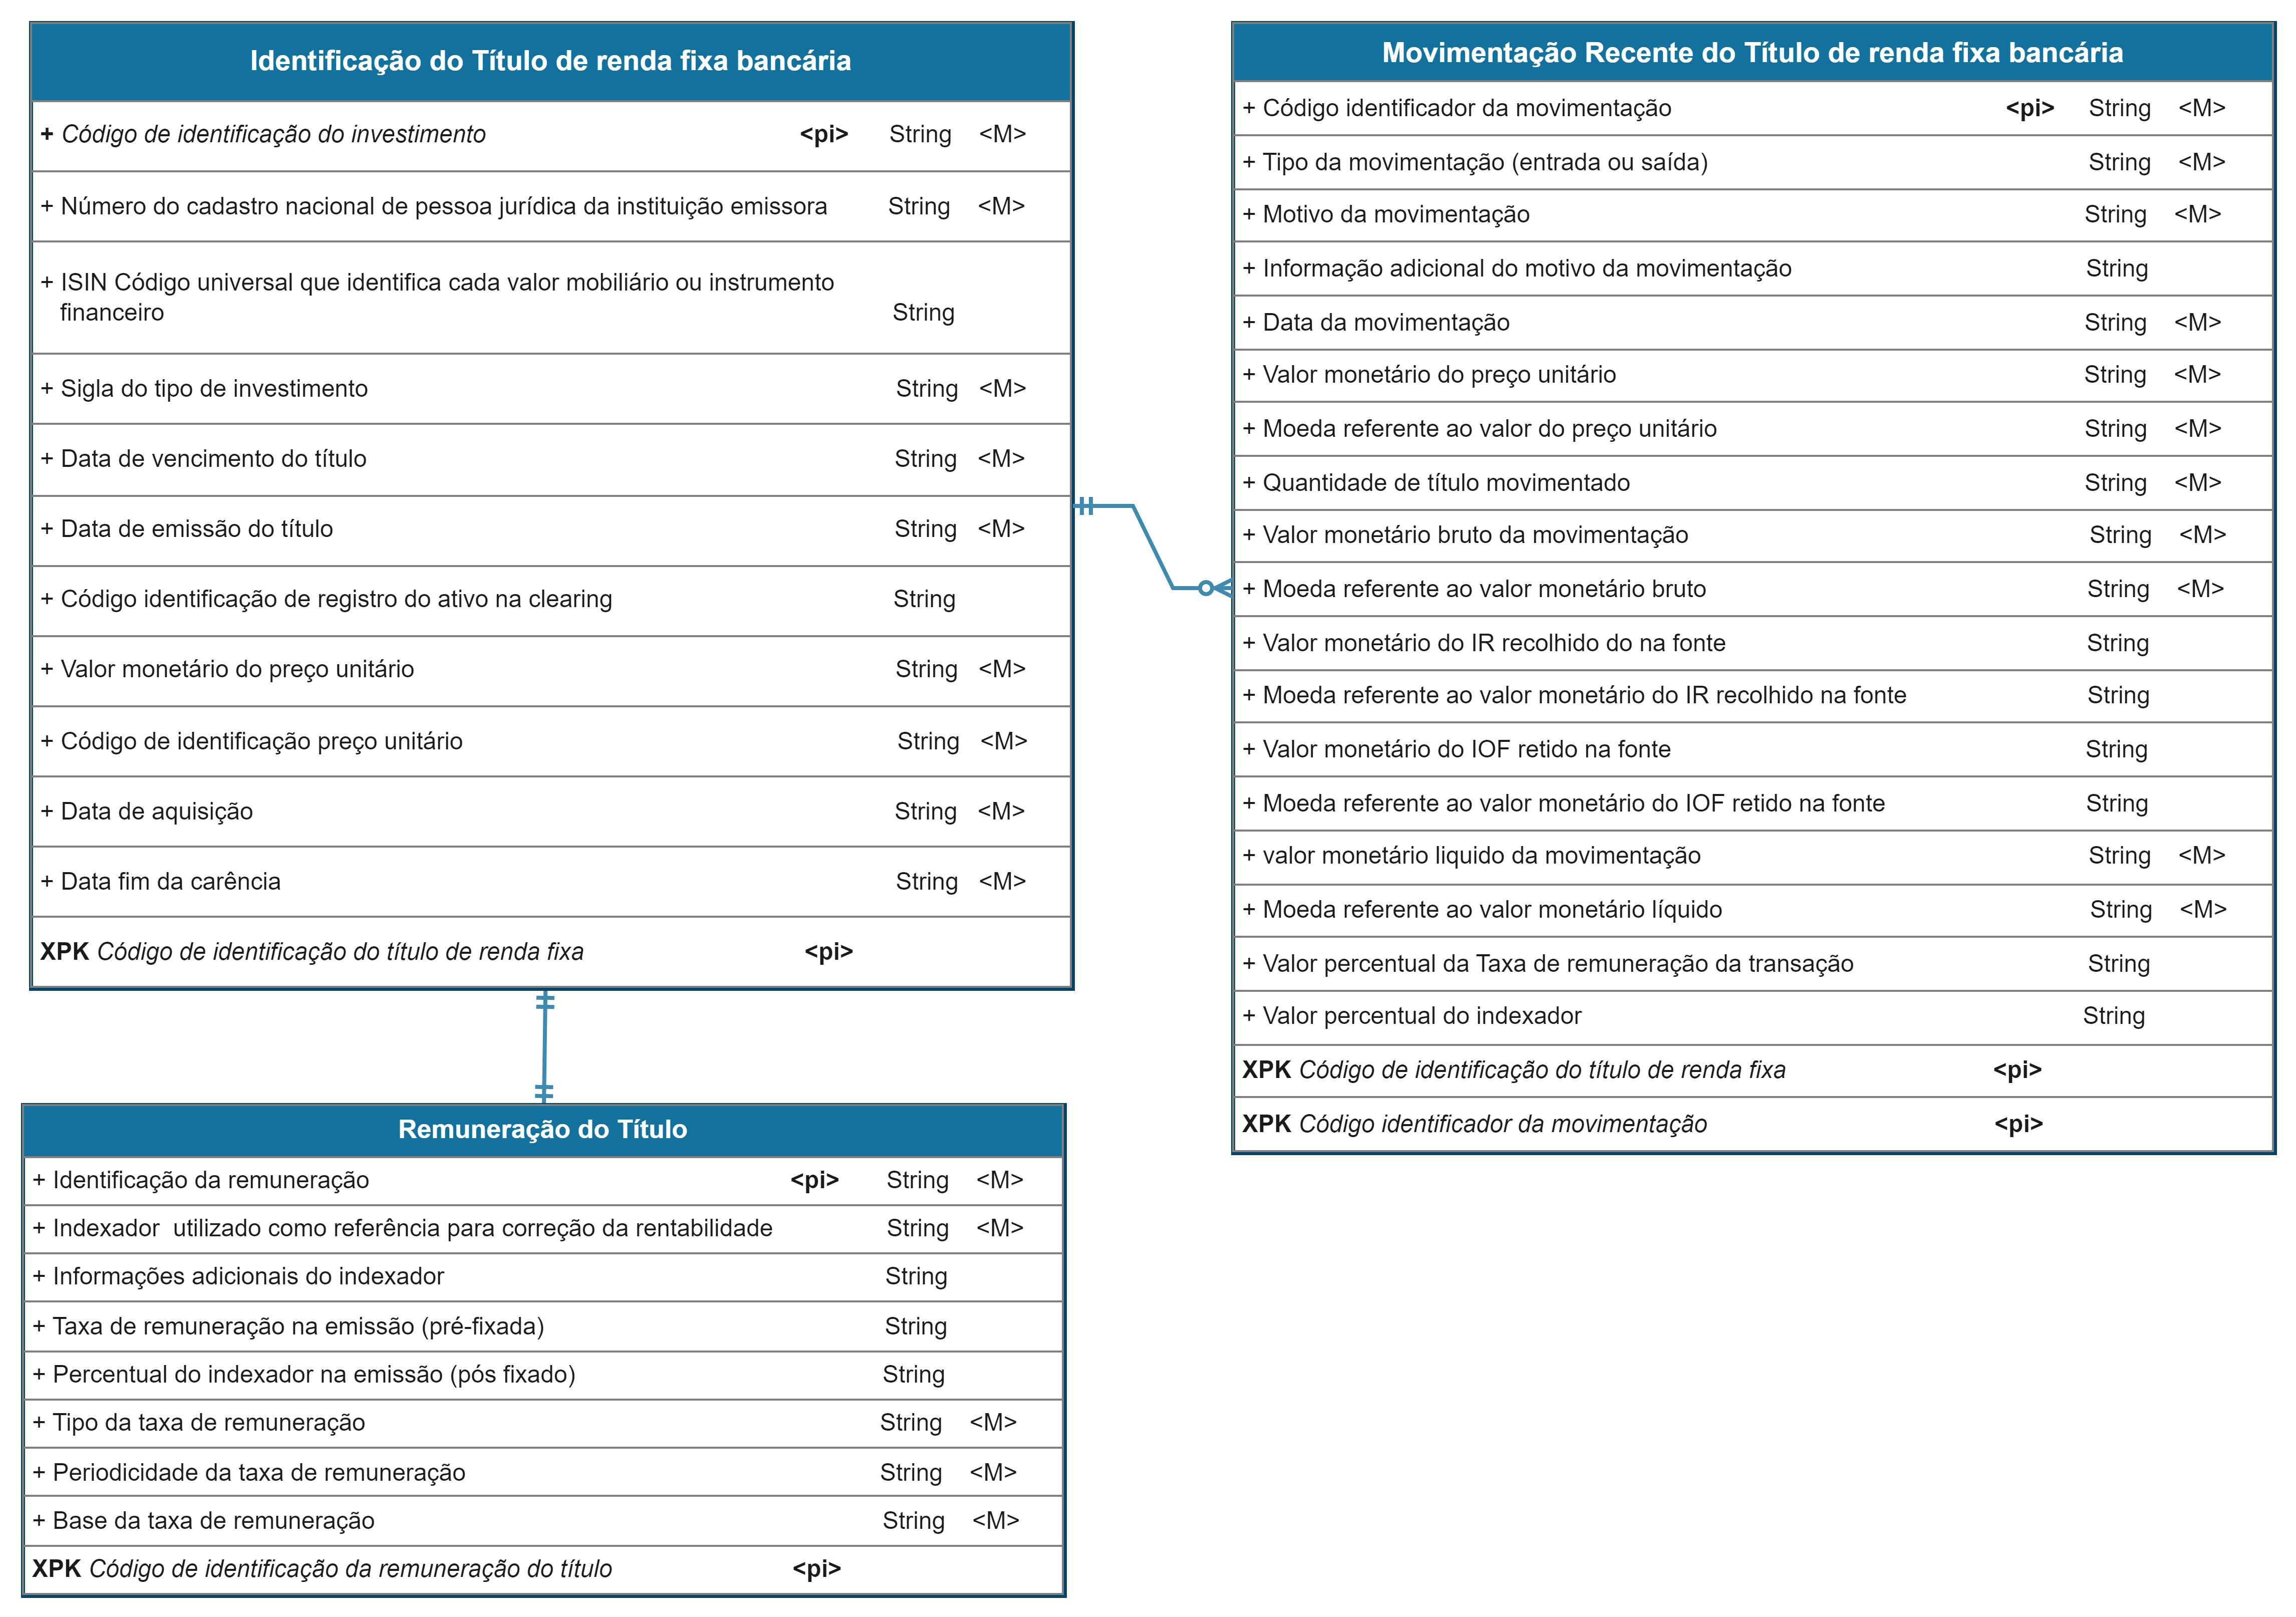 Identificação do Título de renda fixa bancária
+ Código de identificação do investimento <pi> String <M>
+ Número do cadastro nacional de pessoa jurídica da instituição emissora String <M>
+ ISIN Código universal que identifica cada valor mobiliário ou instrumento
financeiro String
+ Sigla do tipo de investimento String <M>
+ Data de vencimento do título String <M>
+ Data de emissão do título String <M>
+ Código identificação de registro do ativo na clearing String
+ Valor monetário do preço unitário String <M>
+ Código de identificação preço unitário String <M>
+ Data de aquisição String <M>
+ Data fim da carência String <M>
XPK Código de identificação do título de renda fixa <pi>
Movimentação Recente do Título de renda fixa bancária
+ Código identificador da movimentação <pi> String <M>
+ Tipo da movimentação (entrada ou saída) String <M>
+ Motivo da movimentação String <M>
+ Informação adicional do motivo da movimentação String
+ Data da movimentação String <M>
+ Valor monetário do preço unitário String <M>
+ Moeda referente ao valor do preço unitário String <M>
+ Quantidade de título movimentado String <M>
+ Valor monetário bruto da movimentação String <M>
+ Moeda referente ao valor monetário bruto String <M>
+ Valor monetário do IR recolhido do na fonte String
+ Moeda referente ao valor monetário do IR recolhido na fonte String
+ Valor monetário do IOF retido na fonte String
+ Moeda referente ao valor monetário do IOF retido na fonte String
+ valor monetário liquido da movimentação String <M>
+ Moeda referente ao valor monetário líquido String <M>
+ Valor percentual da Taxa de remuneração da transação String
+ Valor percentual do indexador String
XPK Código de identificação do título de renda fixa <pi>
XPK Código identificador da movimentação <pi>
Remuneração do Título
+ Identificação da remuneração <pi> String <M>
+ Indexador  utilizado como referência para correção da rentabilidade String <M>
+ Informações adicionais do indexador String
+ Taxa de remuneração na emissão (pré-fixada) String
+ Percentual do indexador na emissão (pós fixado) String
+ Tipo da taxa de remuneração String <M>
+ Periodicidade da taxa de remuneração String <M>
+ Base da taxa de remuneração String <M>
XPK Código de identificação da remuneração do título <pi>